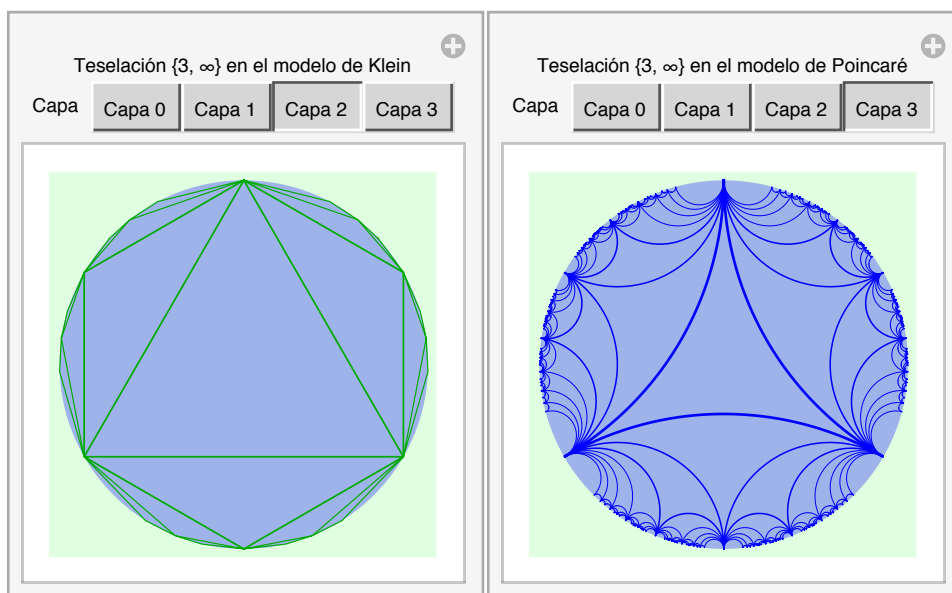 Teselación {3, ∞} en el modelo de Klein
Capa Capa 0 Capa 1 Capa 2 Capa 3
Teselación {3, ∞} en el modelo de Poincaré
Capa Capa 0 Capa 1 Capa 2 Capa 3